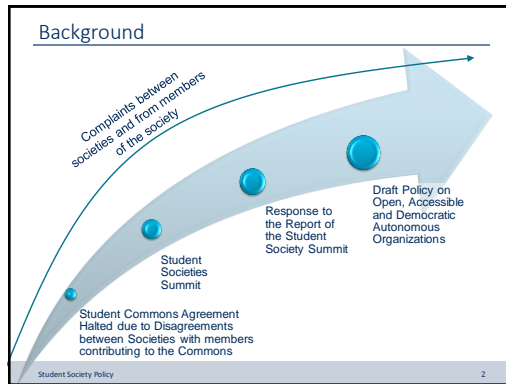 Background
Complaints between
societies and from members
of the society
Draft Policy on
Open, Accessible
and Democratic
Autonomous
Organizations
Response to
the Report of
the Student
Society Summit
Student
Societies
Summit
Student Commons Agreement
Halted due to Disagreements
between Societies with members
contributing to the Commons
Student Society Policy
2